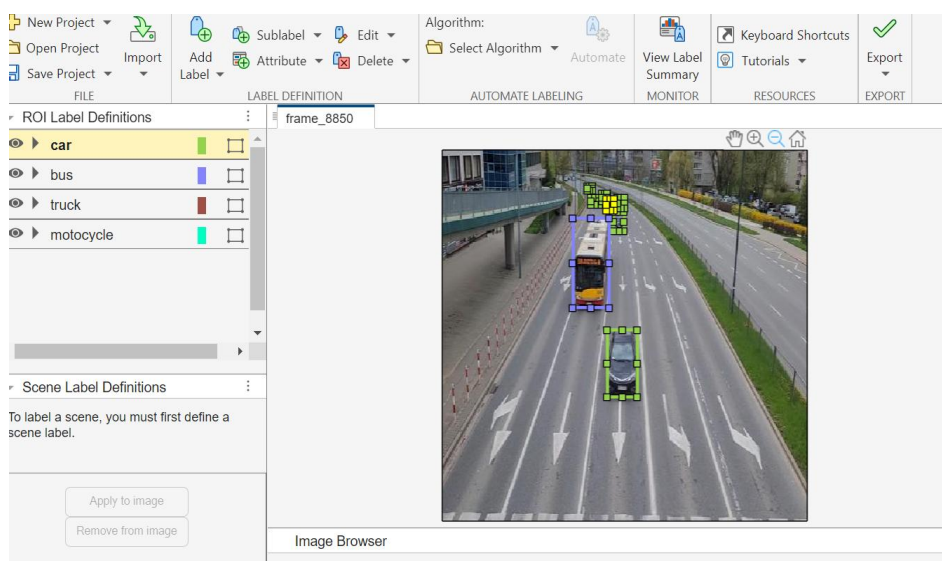 New Project
Open Project
Save Project
Import
FILE
Add
Label
Sublabel
Edit
Attribute
Delete
LABEL DEFINITION
Algorithm:
Select Algorithm
Automate
AUTOMATE LABELING
View Label
Summary
MONITOR
Keyboard Shortcuts
Tutorials
RESOURCES
Export
EXPORT
ROI Label Definitions
car
bus
truck
motocycle
Scene Label Definitions
To label a scene, you must first define a
scene label.
Apply to image
Remove from image
frame_8850
Image Browser